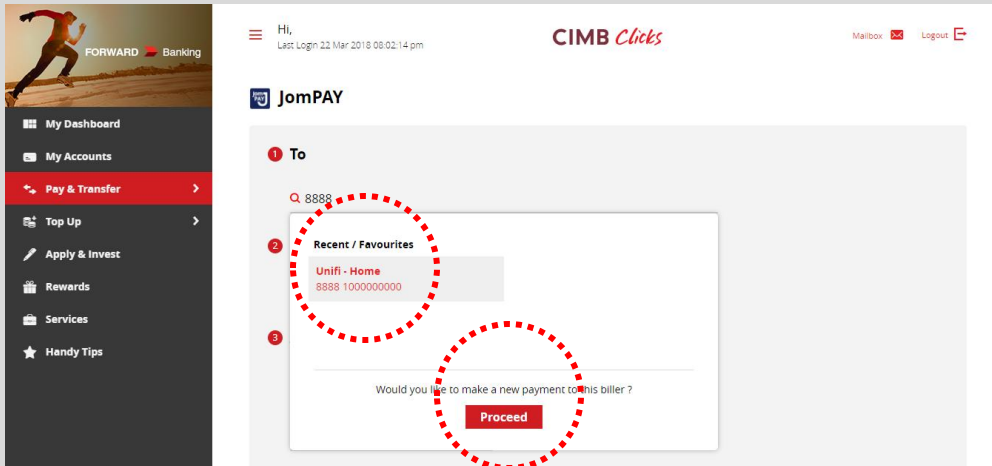 FORWARD Banking
My Dashboard
My Accounts
Pay & Transfer
Top Up
Apply & Invest
Rewards
Services
Handy Tips
Hi,
Last Login 22 Mar 2018 08:02:14 pm
CIMB Clicks
Mailbox
Logout
JomPAY
1 To
8888
2 Recent / Favourites
Unifi - Home
8888 1000000000
3
Would you like to make a new payment to this biller ?
Proceed